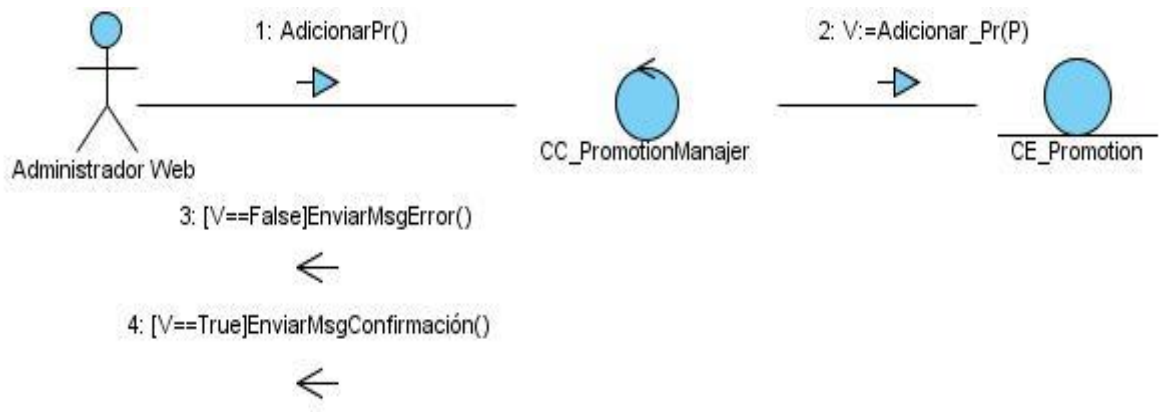 1: AdicionarPr()
2: V:=Adicionar_Pr(P)
Administrador Web
CC_PromotionManajer
CE_Promotion
3: [V==False]EnviarMsgError()
4: [V==True]EnviarMsgConfirmación()